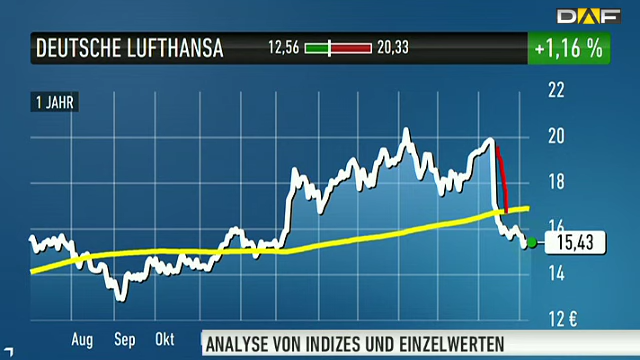 DAF
DEUTSCHE LUFTHANSA 12,56 20,33 +1,16 %
1 JAHR
22
20
18
16
15,43
14
12 €
Aug Sep Okt
ANALYSE VON INDIZES UND EINZELWERTEN